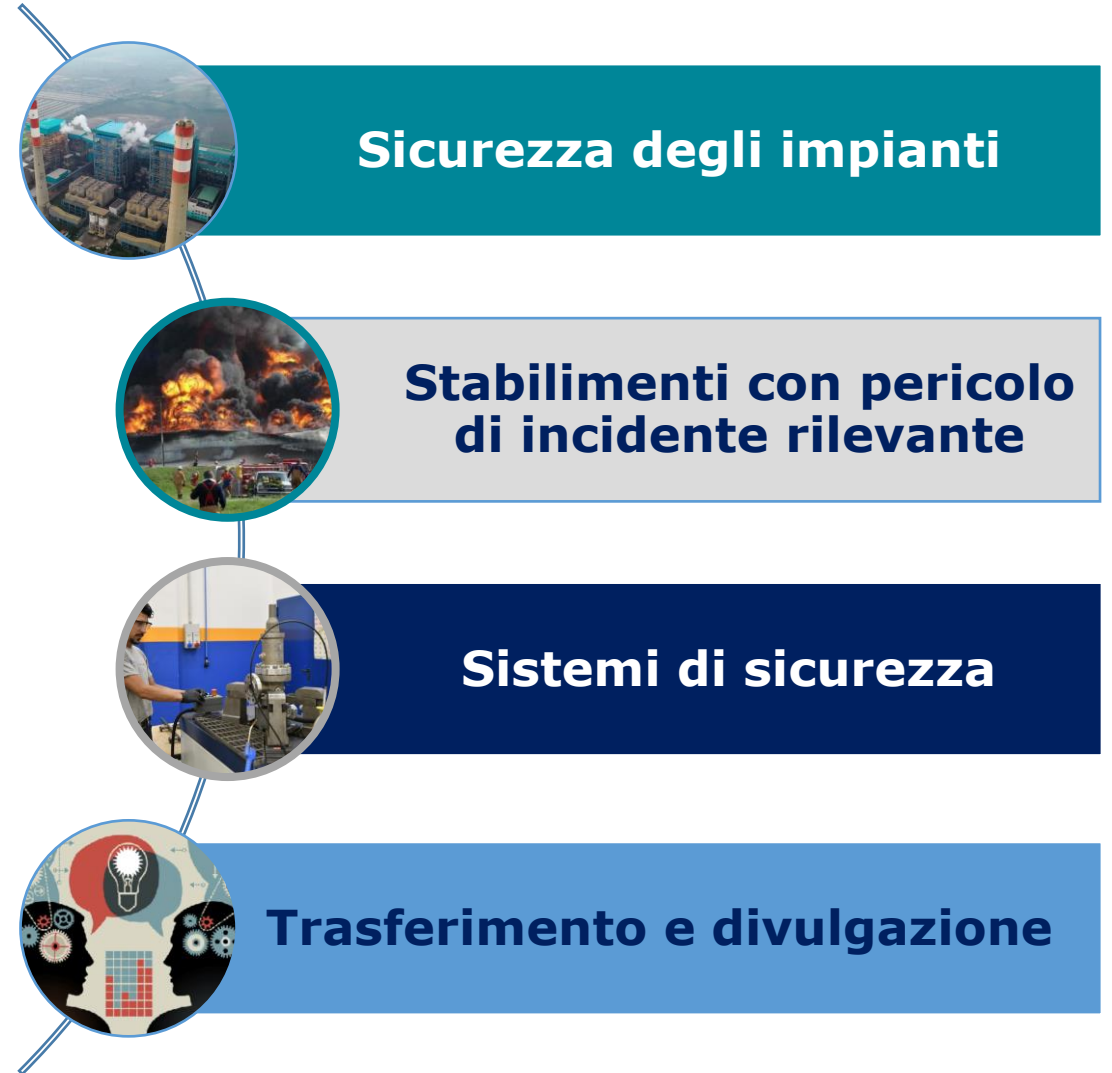 Sicurezza degli impianti
Stabilimenti con pericolo
di incidente rilevante
Sistemi di sicurezza
Trasferimento e divulgazione